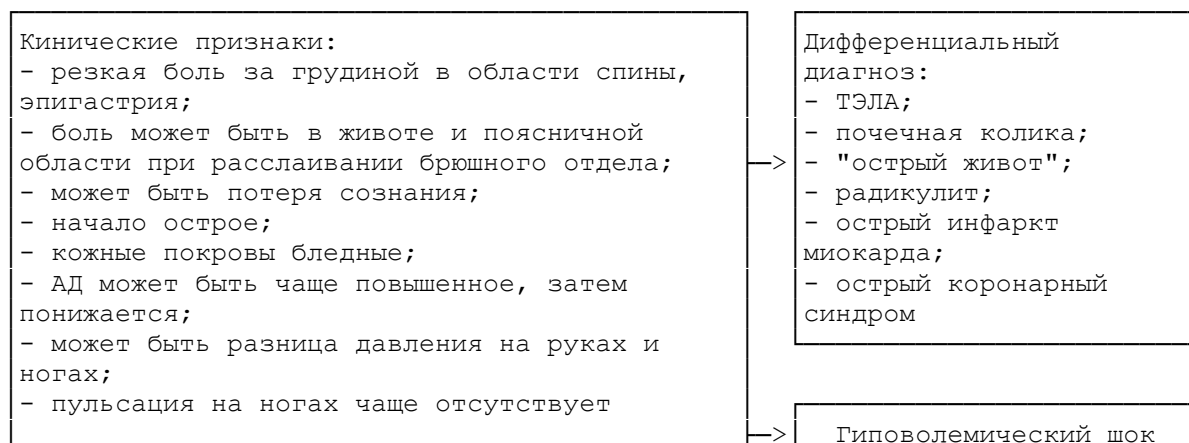 Кинические признаки:
- резкая боль за грудиной в области спины,
эпигастрия;
- боль может быть в животе и поясничной
области при расслаивании брюшного отдела;
- может быть потеря сознания;
- начало острое;
- кожные покровы бледные;
- АД может быть чаще повышенное, затем
понижается;
- может быть разница давления на руках и
ногах;
- пульсация на ногах чаще отсутствует
Дифференциальный
диагноз:
- ТЭЛА;
- почечная колика;
- "острый живот";
- радикулит;
- острый инфаркт
миокарда;
- острый коронарный
синдром
Гиповолемический шок